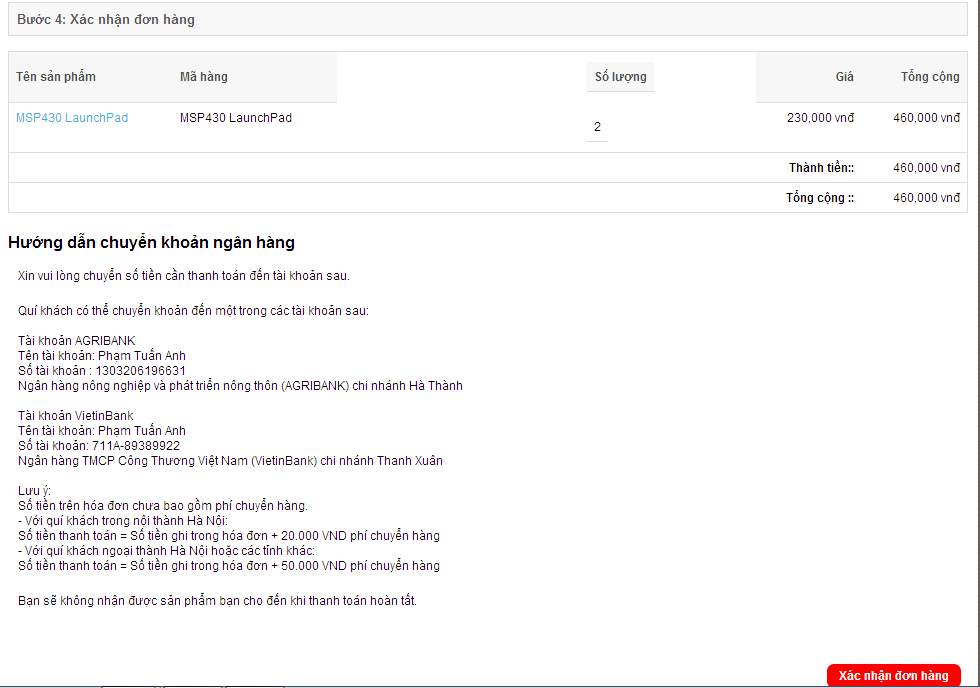 Bước 4: Xác nhận đơn hàng
Tên sản phẩm Mã hàng Số lượng Giá Tổng cộng
MSP430 LaunchPad MSP430 LaunchPad 2 230,000 vnđ 460,000 vnđ
Thành tiền:: 460,000 vnđ
Tổng cộng :: 460,000 vnđ
Hướng dẫn chuyển khoản ngân hàng
Xin vui lòng chuyển số tiền cần thanh toán đến tài khoản sau.
Quí khách có thể chuyển khoản đến một trong các tài khoản sau:
Tài khoản AGRIBANK
Tên tài khoản: Phạm Tuấn Anh
Số tài khoản : 1303206196631
Ngân hàng nông nghiệp và phát triển nông thôn (AGRIBANK) chi nhánh Hà Thành
Tài khoản VietinBank
Tên tài khoản: Phạm Tuấn Anh
Số tài khoản: 711A-89389922
Ngân hàng TMCP Công Thương Việt Nam (VietinBank) chi nhánh Thanh Xuân
Lưu ý:
Số tiền trên hóa đơn chưa bao gồm phí chuyển hàng.
- Với quí khách trong nội thành Hà Nội:
Số tiền thanh toán = Số tiền ghi trong hóa đơn + 20.000 VND phí chuyển hàng
- Với quí khách ngoại thành Hà Nội hoặc các tỉnh khác:
Số tiền thanh toán = Số tiền ghi trong hóa đơn + 50.000 VND phí chuyển hàng
Bạn sẽ không nhận được sản phẩm bạn cho đến khi thanh toán hoàn tất.
Xác nhận đơn hàng